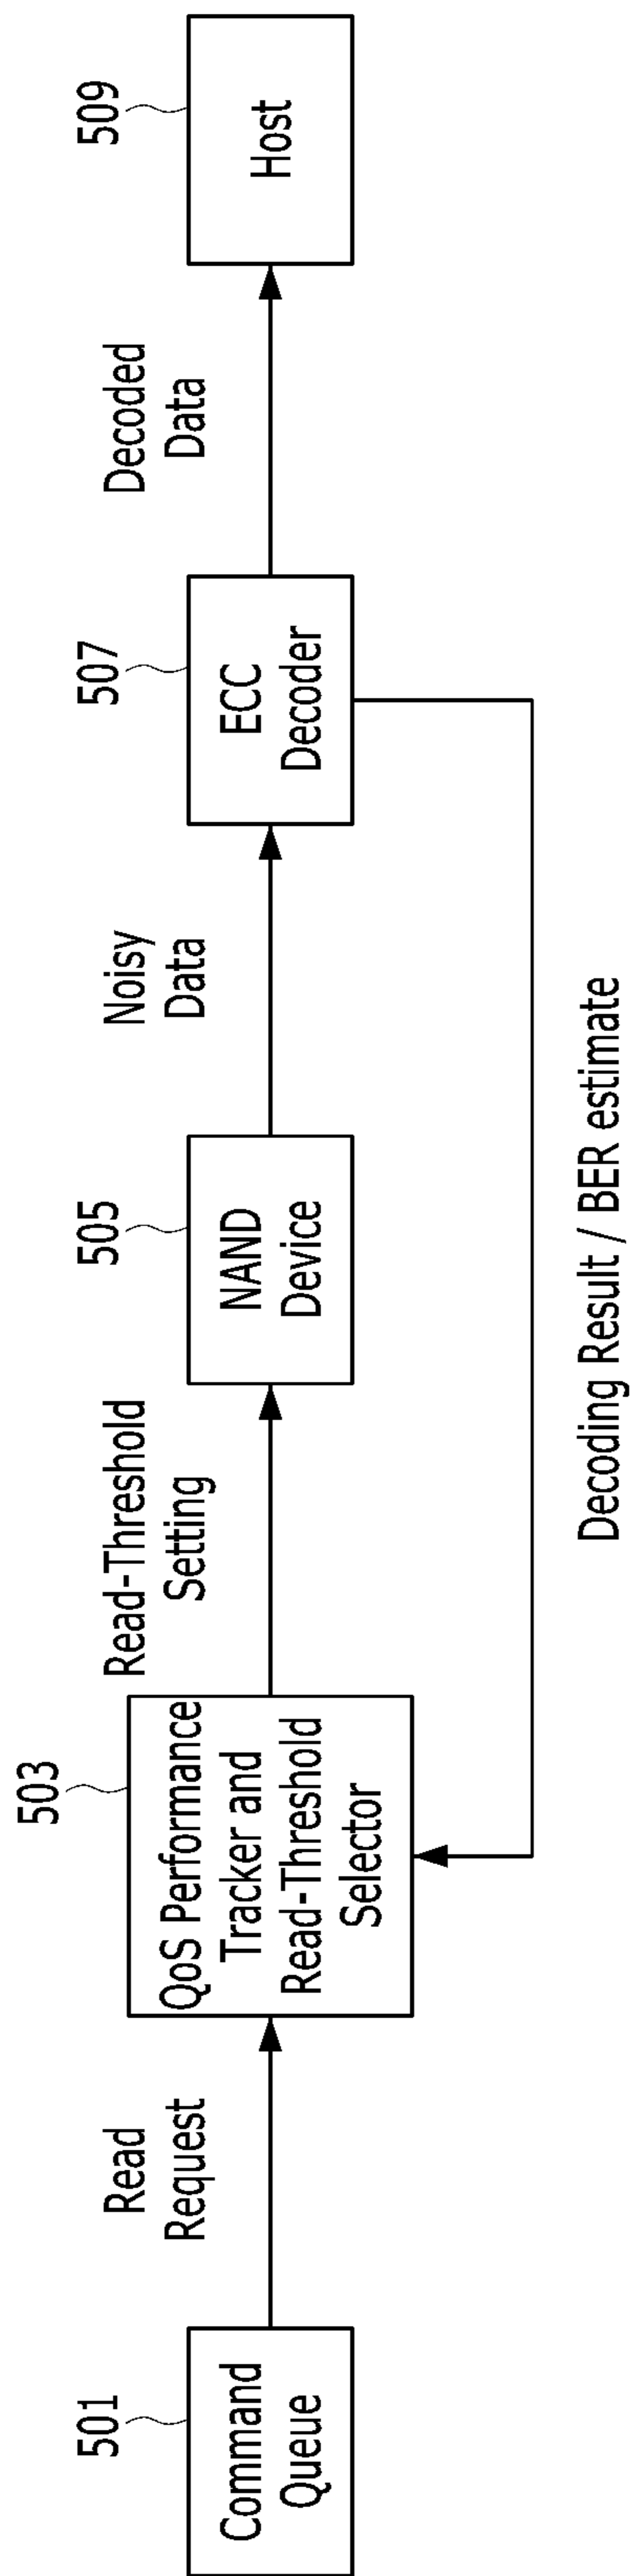 501
Command
Queue
Read
Request
503
QoS Performance
Tracker and
Read-Threshold
Selector
Read-Threshold
Setting
505
NAND
Device
Noisy
Data
507
ECC
Decoder
Decoded
Data
509
Host
Decoding Result / BER estimate